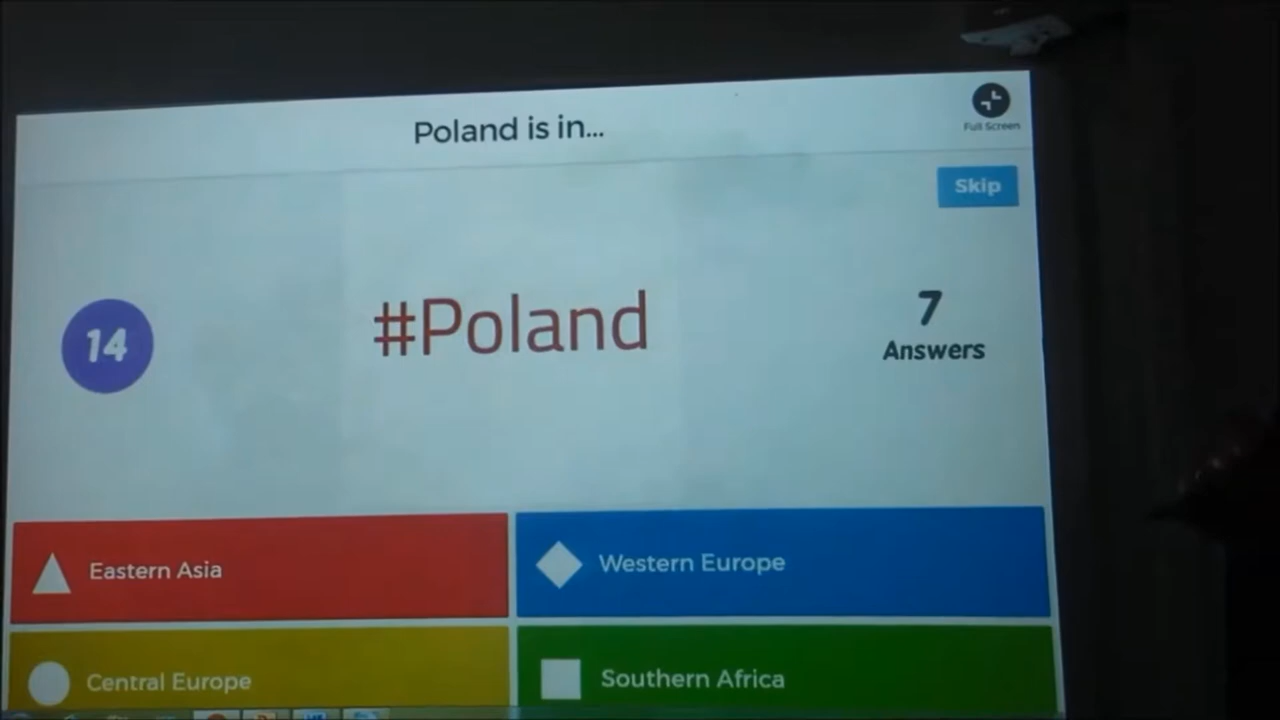 Poland is in...
Full Screen
Skip
14
#Poland
7
Answers
Eastern Asia
Western Europe
Central Europe
Southern Africa